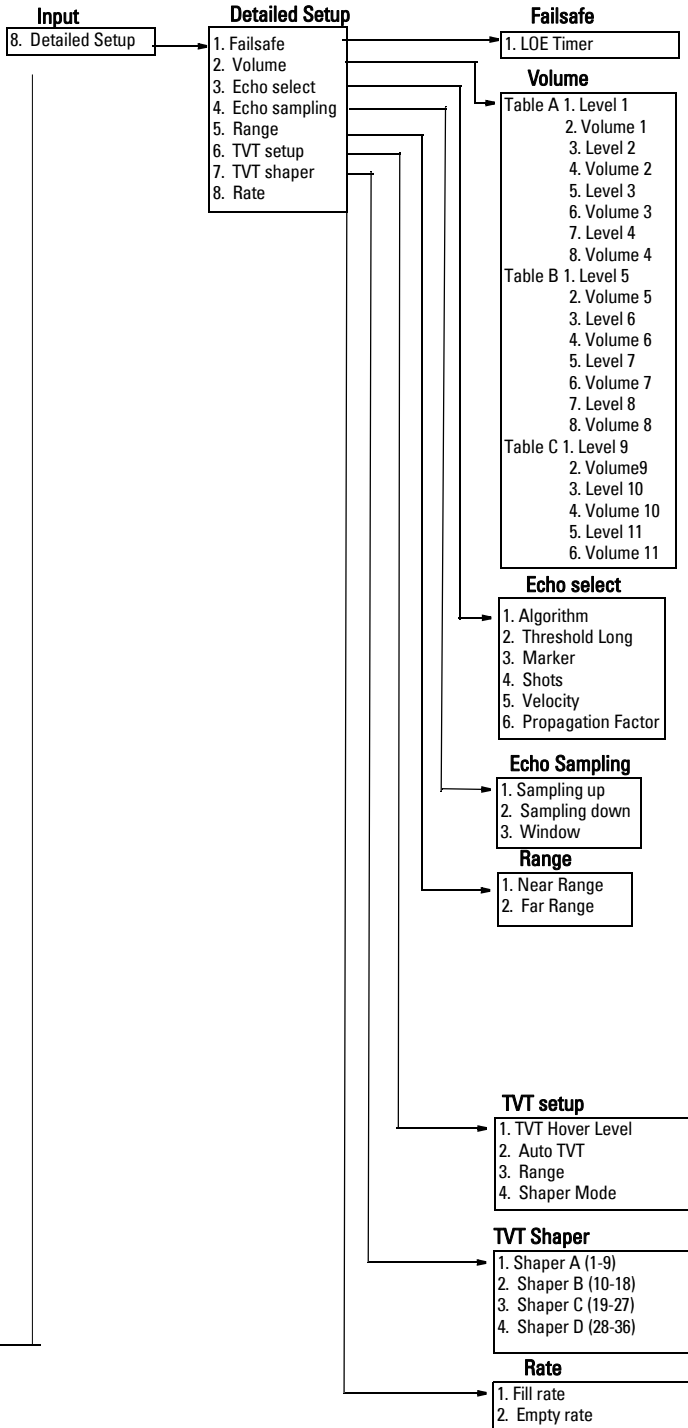 Input
8. Detailed Setup
Detailed Setup
1. Failsafe
2. Volume
3. Echo select
4. Echo sampling
5. Range
6. TVT setup
7. TVT shaper
8. Rate
Failsafe
1. LOE Timer
Volume
Table A 1. Level 1
2. Volume 1
3. Level 2
4. Volume 2
5. Level 3
6. Volume 3
7. Level 4
8. Volume 4
Table B 1. Level 5
2. Volume 5
3. Level 6
4. Volume 6
5. Level 7
6. Volume 7
7. Level 8
8. Volume 8
Table C 1. Level 9
2. Volume9
3. Level 10
4. Volume 10
5. Level 11
6. Volume 11
Echo select
1. Algorithm
2. Threshold Long
3. Marker
4. Shots
5. Velocity
6. Propagation Factor
Echo Sampling
1. Sampling up
2. Sampling down
3. Window
Range
1. Near Range
2. Far Range
TVT setup
1. TVT Hover Level
2. Auto TVT
3. Range
4. Shaper Mode
TVT Shaper
1. Shaper A (1-9)
2. Shaper B (10-18)
3. Shaper C (19-27)
4. Shaper D (28-36)
Rate
1. Fill rate
2. Empty rate